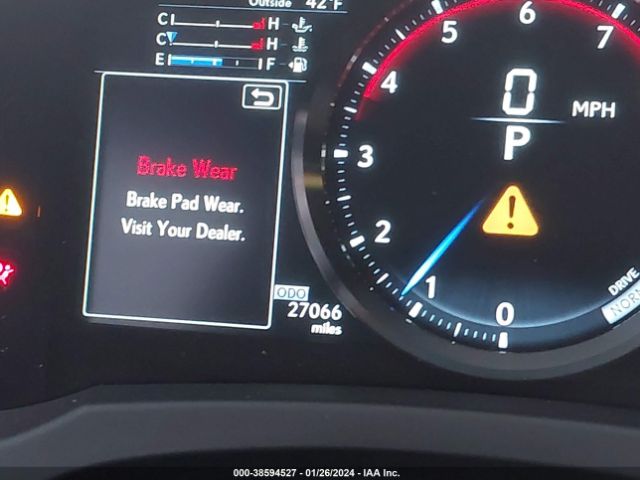 Outside 42°F
C H
C H
E F
Brake Wear
Brake Pad Wear.
Visit Your Dealer.
ODO
27066
miles
0
1
2
3
4
5
6
7
0
MPH
P
DRIVE
NORM
000-38594527 - 01/26/2024 - IAA Inc.